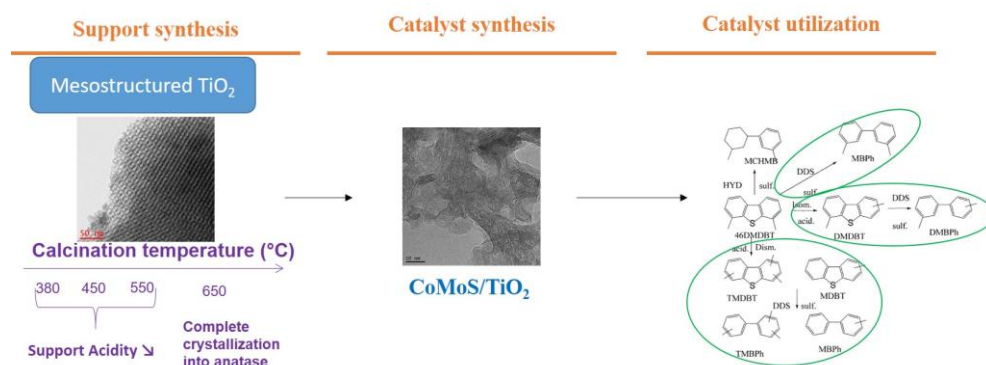 Support synthesis
Catalyst synthesis
Catalyst utilization
Mesostructured TiO₂
50 nm
Calcination temperature (°C)
380 450 550 650
Support Acidity ↘
Complete
crystallization
into anatase
CoMoS/TiO₂
MCHMB
MBPh
DDS
sulf.
HYD
sulf.
46DMDBT
Isom.
acid.
DMDBT
DDS
sulf.
DMBPh
acid.
Dism.
TMDBT
MDBT
DDS
sulf.
TMBPh
MBPh